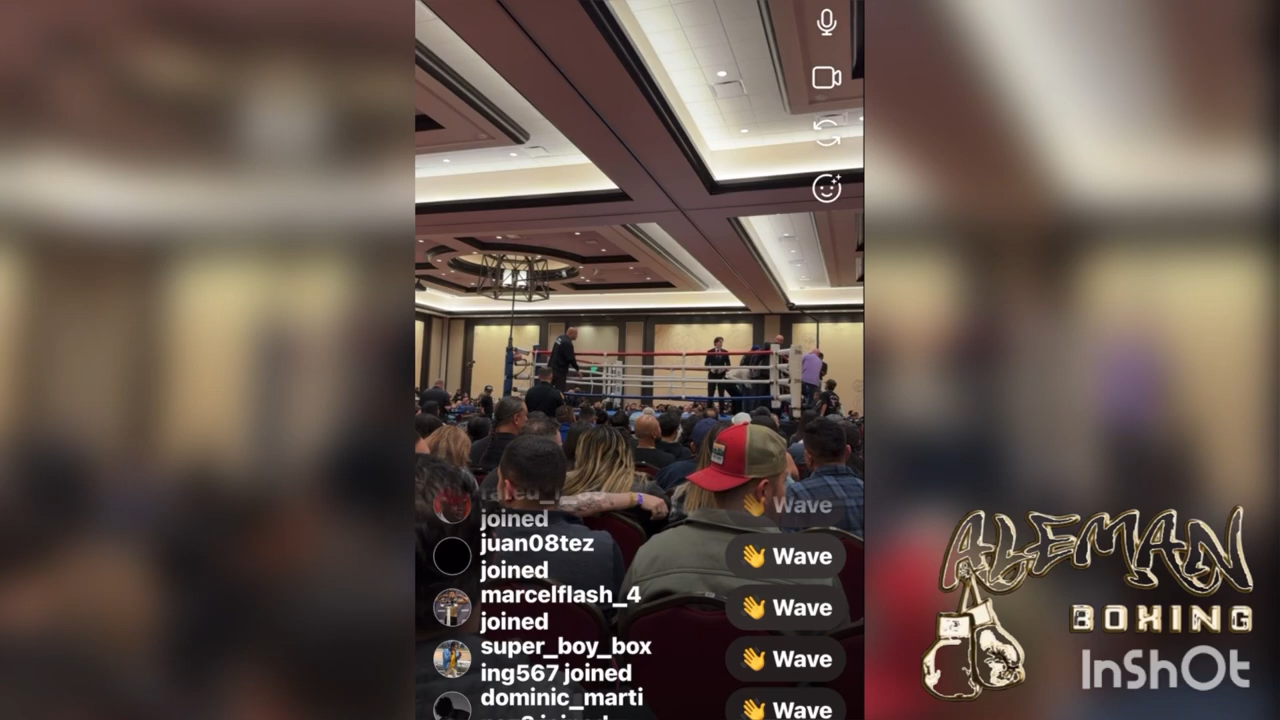 joined
👋 Wave
juan08tez
joined
👋 Wave
marcelflash_4
joined
👋 Wave
super_boy_box
ing567 joined
👋 Wave
dominic_marti
👋 Wave
ALEMAN
BOXING
InShOt